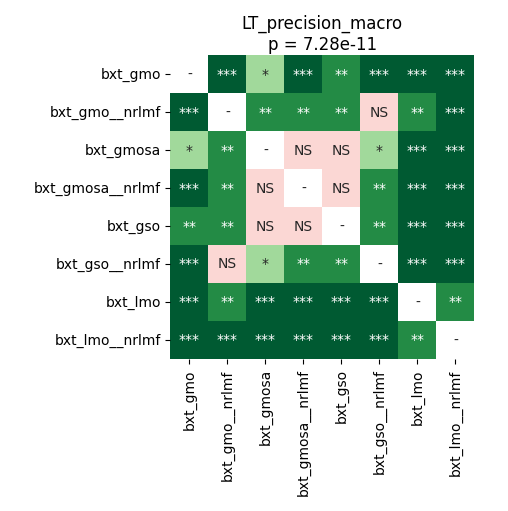 LT_precision_macro
p = 7.28e-11
bxt_gmo - *** * *** ** *** *** ***
bxt_gmo__nrlmf *** - ** ** ** NS ** ***
bxt_gmosa * ** - NS NS * *** ***
bxt_gmosa__nrlmf *** ** NS - NS ** *** ***
bxt_gso ** ** NS NS - ** *** ***
bxt_gso__nrlmf *** NS * ** ** - *** ***
bxt_lmo *** ** *** *** *** *** - **
bxt_lmo__nrlmf *** *** *** *** *** *** ** -
bxt_gmo
bxt_gmo__nrlmf
bxt_gmosa
bxt_gmosa__nrlmf
bxt_gso
bxt_gso__nrlmf
bxt_lmo
bxt_lmo__nrlmf